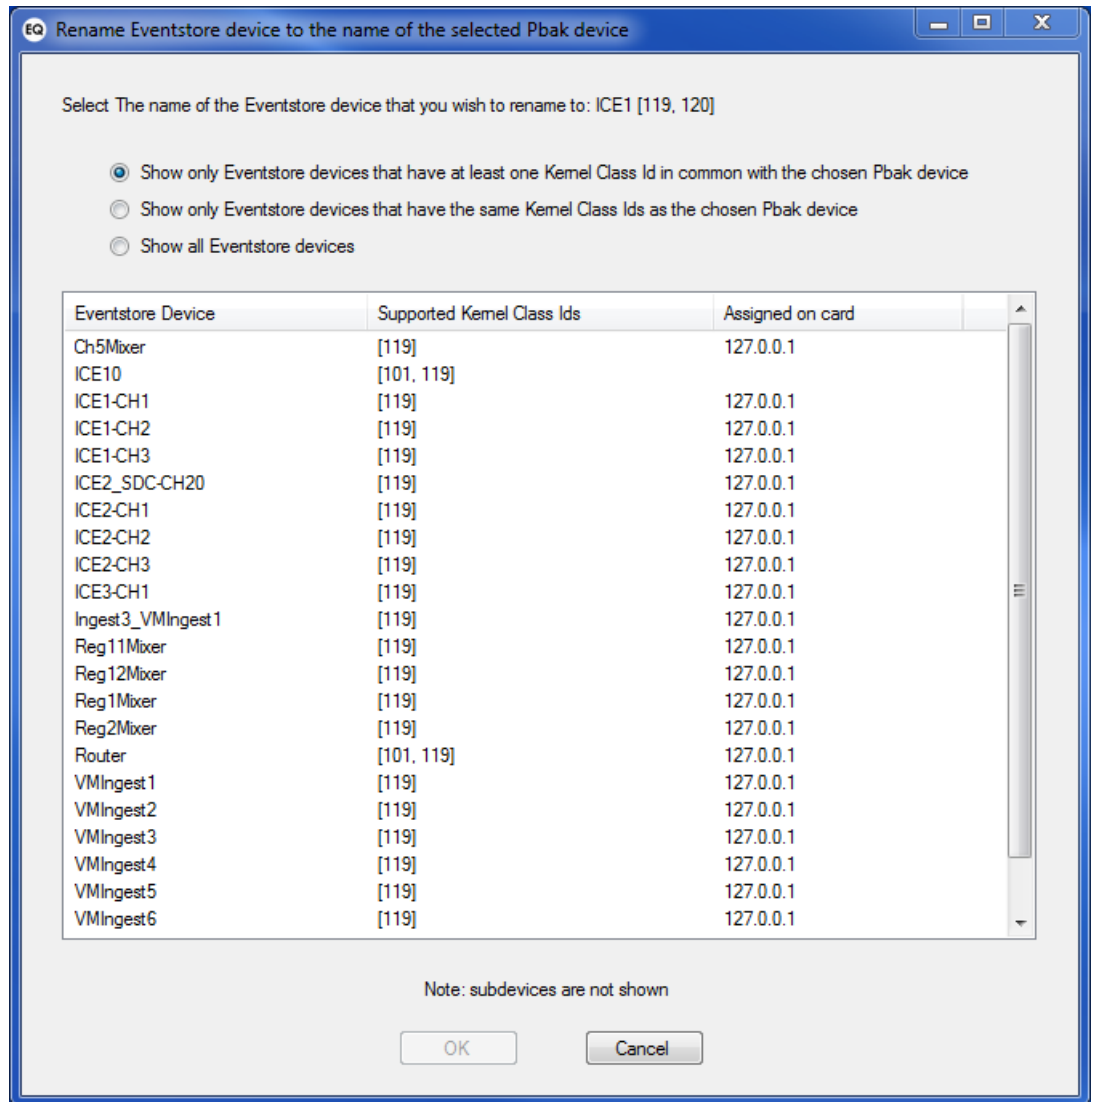 EQ Rename Eventstore device to the name of the selected Pbak device
Select The name of the Eventstore device that you wish to rename to: ICE1 [119, 120]
Show only Eventstore devices that have at least one Kernel Class Id in common with the chosen Pbak device
Show only Eventstore devices that have the same Kernel Class Ids as the chosen Pbak device
Show all Eventstore devices
Eventstore Device Supported Kernel Class Ids Assigned on card
Ch5Mixer [119] 127.0.0.1
ICE10 [101, 119]
ICE1-CH1 [119] 127.0.0.1
ICE1-CH2 [119] 127.0.0.1
ICE1-CH3 [119] 127.0.0.1
ICE2_SDC-CH20 [119] 127.0.0.1
ICE2-CH1 [119] 127.0.0.1
ICE2-CH2 [119] 127.0.0.1
ICE2-CH3 [119] 127.0.0.1
ICE3-CH1 [119] 127.0.0.1
Ingest3_VMIngest1 [119] 127.0.0.1
Reg11Mixer [119] 127.0.0.1
Reg12Mixer [119] 127.0.0.1
Reg1Mixer [119] 127.0.0.1
Reg2Mixer [119] 127.0.0.1
Router [101, 119] 127.0.0.1
VMIngest1 [119] 127.0.0.1
VMIngest2 [119] 127.0.0.1
VMIngest3 [119] 127.0.0.1
VMIngest4 [119] 127.0.0.1
VMIngest5 [119] 127.0.0.1
VMIngest6 [119] 127.0.0.1
Note: subdevices are not shown
OK Cancel